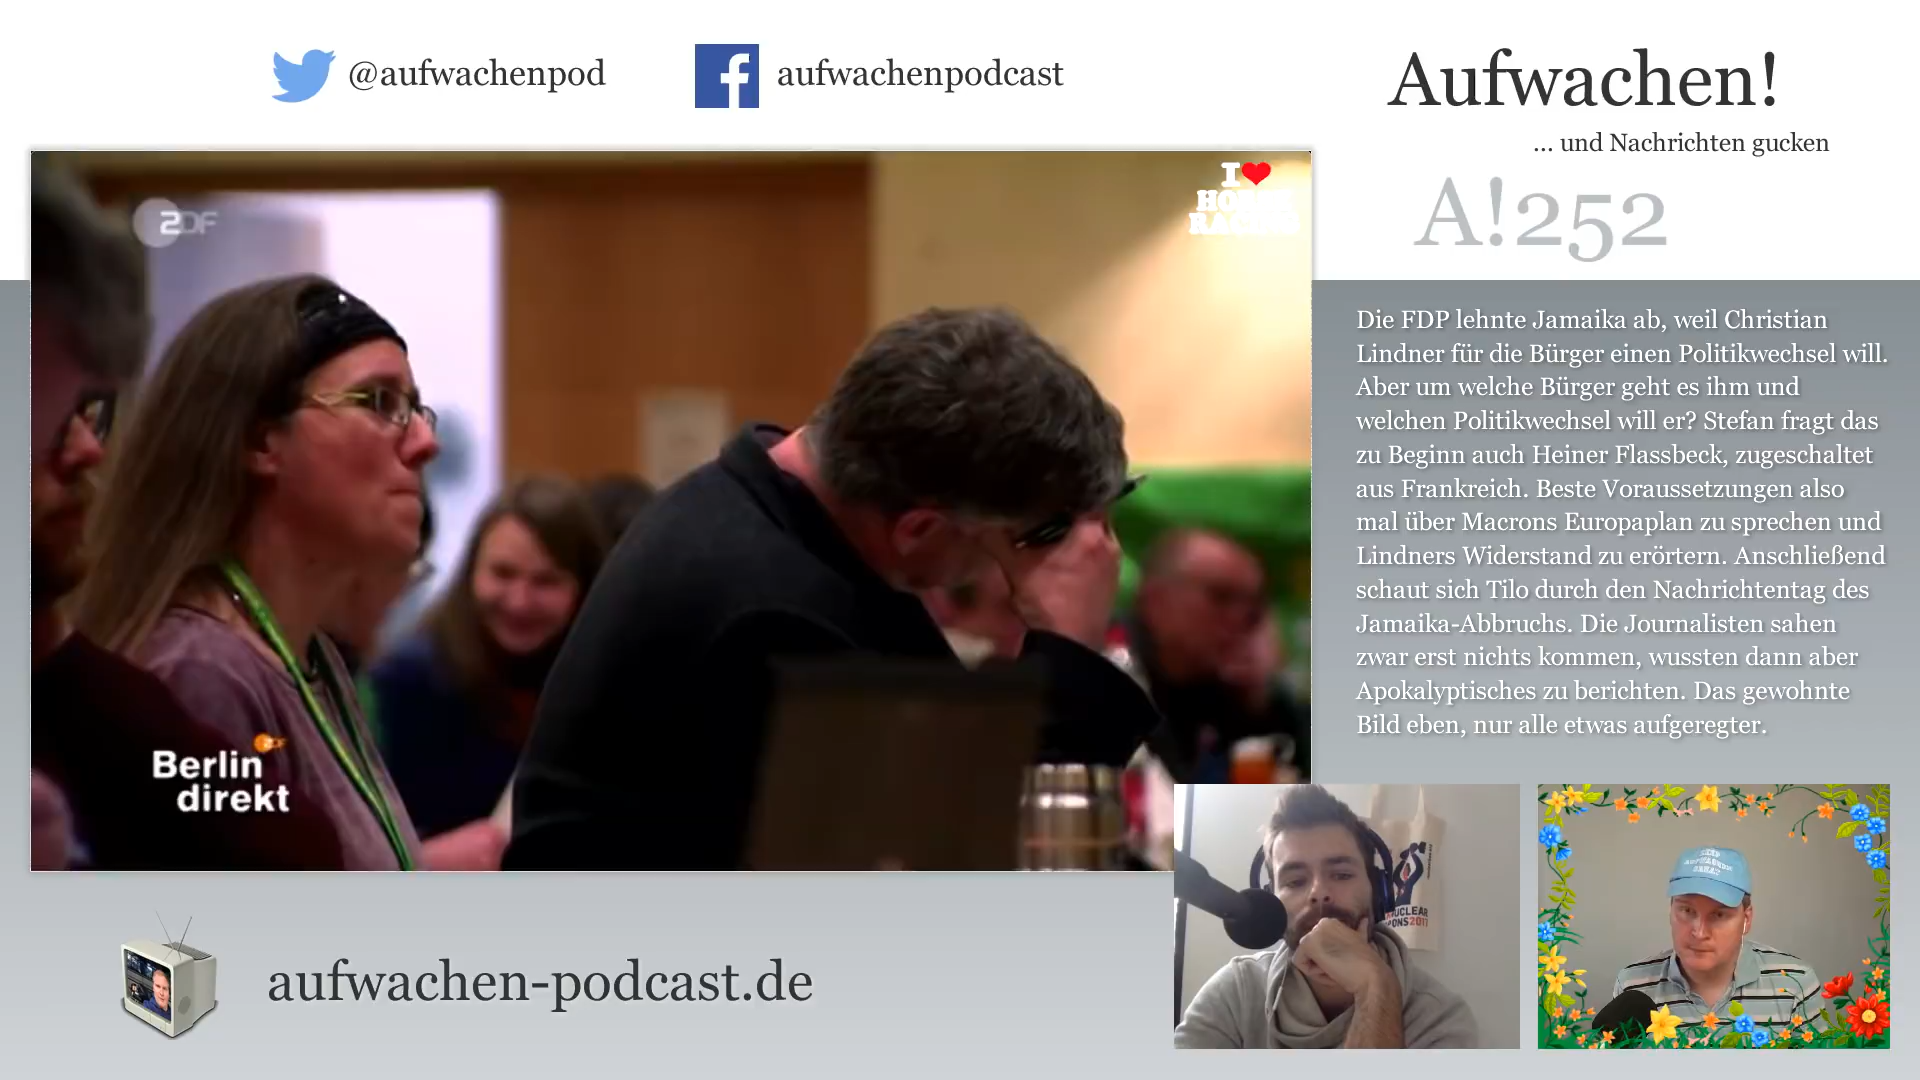 @aufwachenpod
aufwachenpodcast
Aufwachen!
... und Nachrichten gucken
A!252
ZDF
I
HORSE
RACING
Die FDP lehnte Jamaika ab, weil Christian
Lindner für die Bürger einen Politikwechsel will.
Aber um welche Bürger geht es ihm und
welchen Politikwechsel will er? Stefan fragt das
zu Beginn auch Heiner Flassbeck, zugeschaltet
aus Frankreich. Beste Voraussetzungen also
mal über Macrons Europaplan zu sprechen und
Lindners Widerstand zu erörtern. Anschließend
schaut sich Tilo durch den Nachrichtentag des
Jamaika-Abbruchs. Die Journalisten sahen
zwar erst nichts kommen, wussten dann aber
Apokalyptisches zu berichten. Das gewohnte
Bild eben, nur alle etwas aufgeregter.
Berlin
direkt
aufwachen-podcast.de